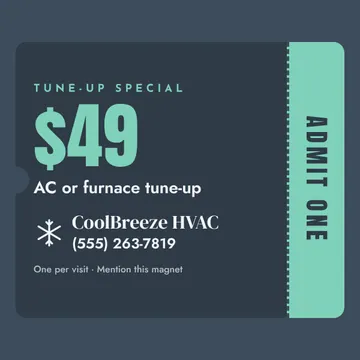 TUNE-UP SPECIAL
$49
AC or furnace tune-up
CoolBreeze HVAC
(555) 263-7819
One per visit · Mention this magnet
ADMIT ONE